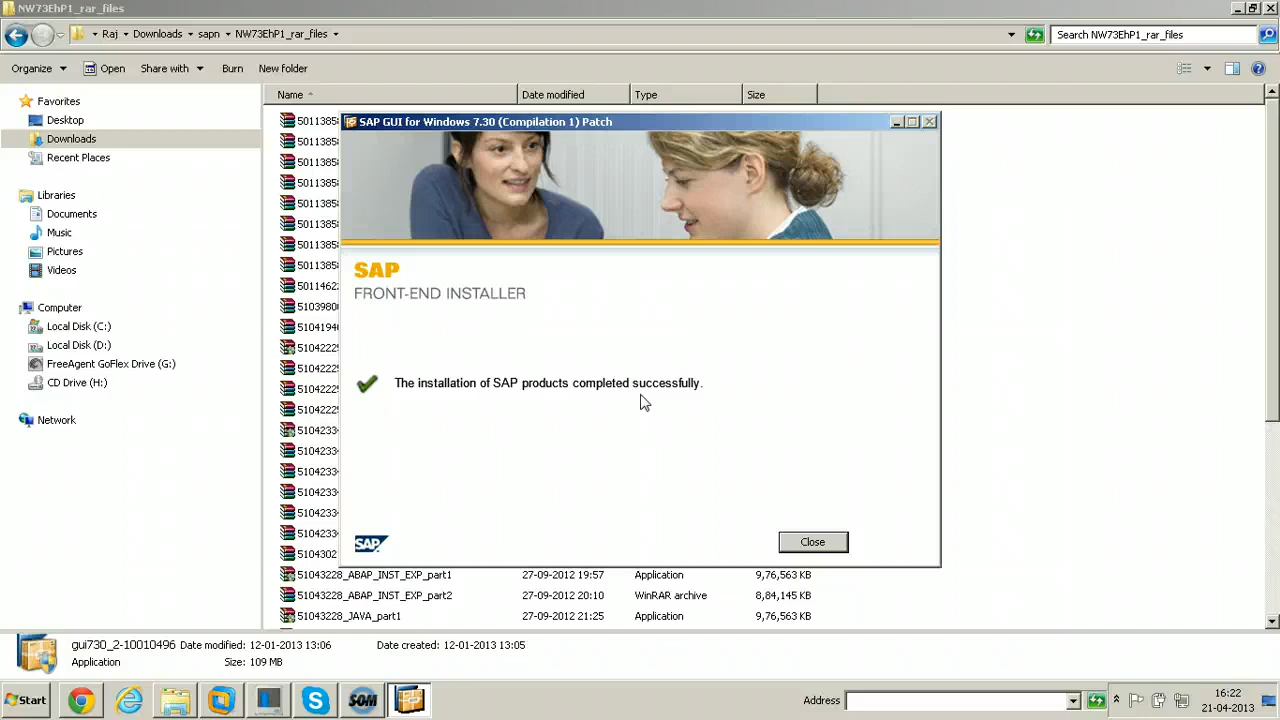 NW73EhP1_rar_files
Raj Downloads sapn NW73EhP1_rar_files
Search NW73EhP1_rar_files
Organize Open Share with Burn New folder
Name Date modified Type Size
Favorites
Desktop
Downloads
Recent Places
Libraries
Documents
Music
Pictures
Videos
Computer
Local Disk (C:)
Local Disk (D:)
FreeAgent GoFlex Drive (G:)
CD Drive (H:)
Network
SAP GUI for Windows 7.30 (Compilation 1) Patch
SAP
FRONT-END INSTALLER
The installation of SAP products completed successfully.
SAP
Close
51043228_ABAP_INST_EXP_part1 27-09-2012 19:57 Application 9,76,563 KB
51043228_ABAP_INST_EXP_part2 27-09-2012 20:10 WinRAR archive 8,84,145 KB
51043228_JAVA_part1 27-09-2012 21:25 Application 9,76,563 KB
gui730_2-10010496 Date modified: 12-01-2013 13:06 Date created: 12-01-2013 13:05
Application Size: 109 MB
Start
SOM
Address
16:22
21-04-2013